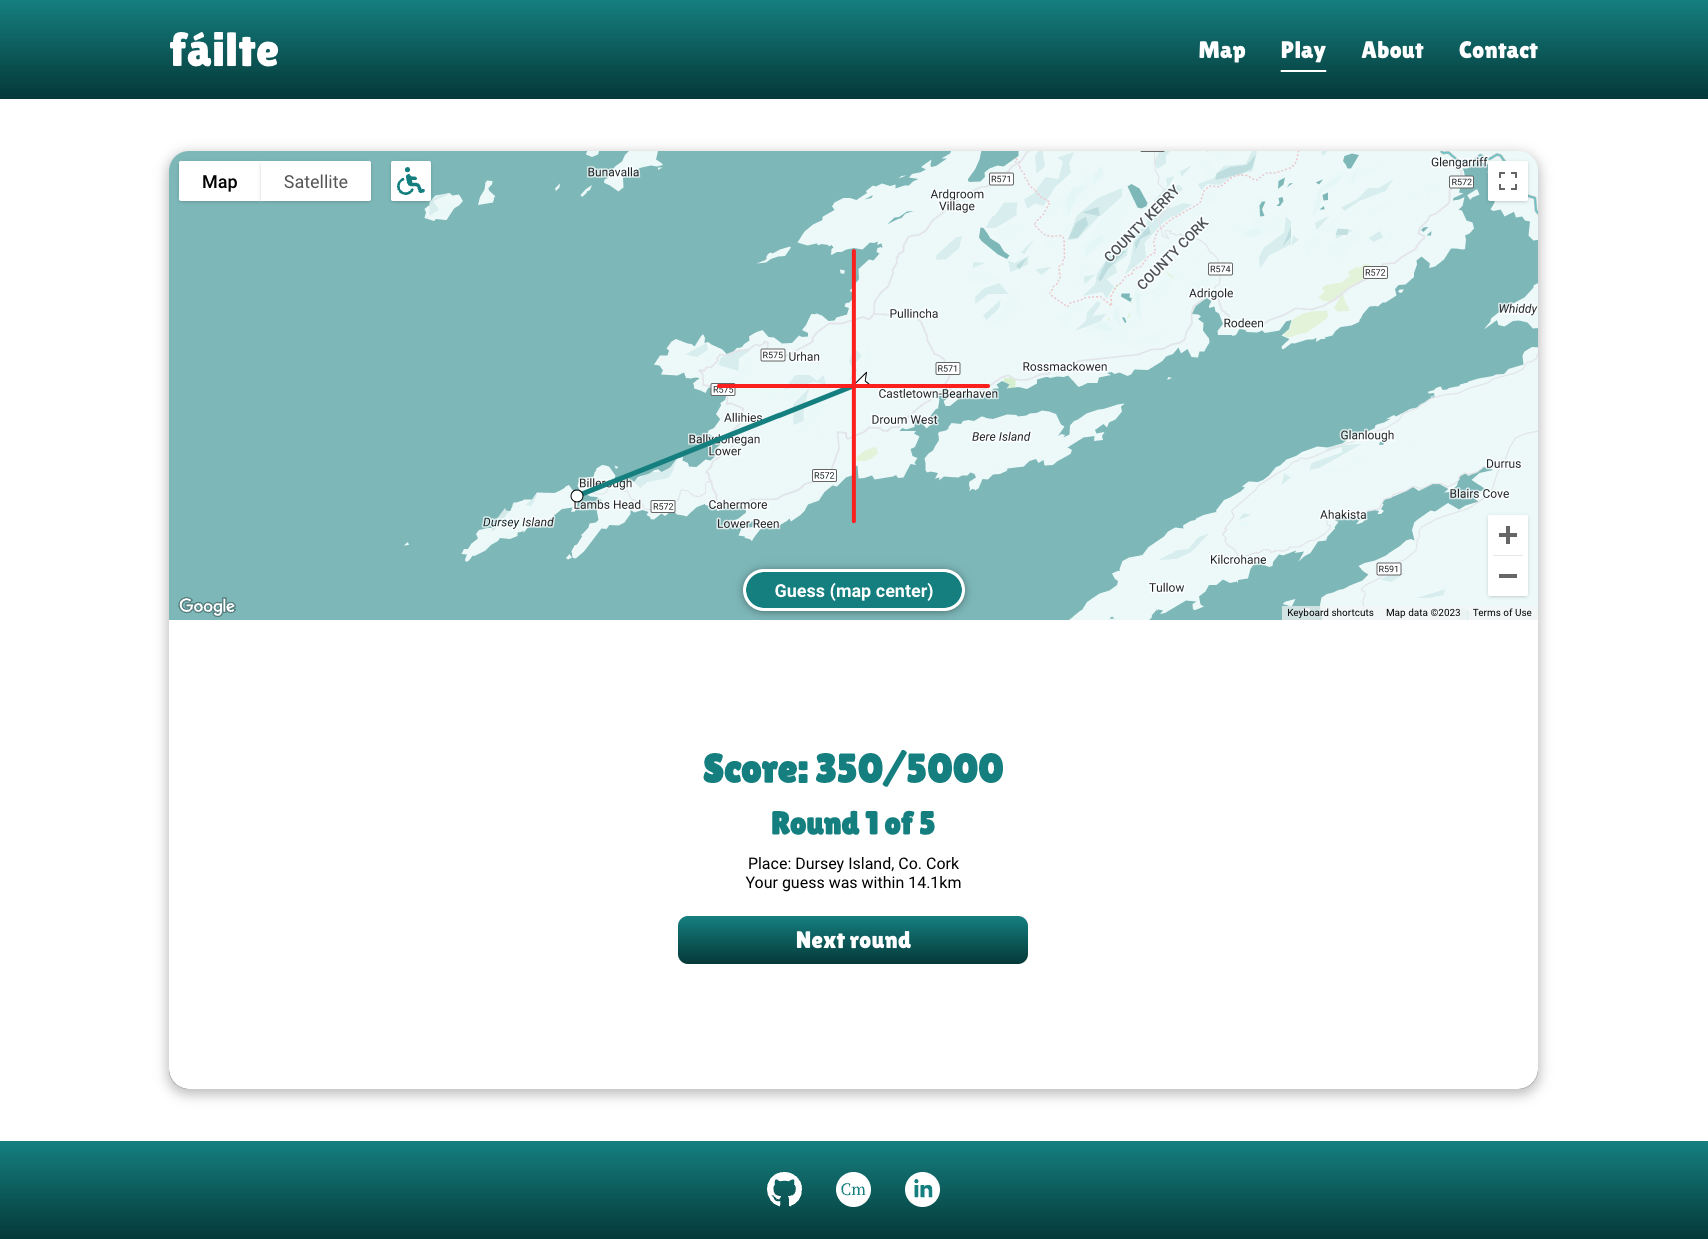 fáilte
Map Play About Contact
Map Satellite
Bunavalla
Glengarriff
R572
R571
Ardgroom
Village
COUNTY KERRY
COUNTY CORK
R574
R572
Adrigole
Whiddy
Pullincha
Rodeen
R575 Urhan
R571
Rossmackowen
R575
Castletown-Bearhaven
Allihies
Droum West
Ballydonegan
Lower
Bere Island
Glanlough
Durrus
R572
Billerough
Blairs Cove
Lambs Head
R572
Cahermore
Dursey Island
Lower Reen
Ahakista
Kilcrohane
R591
Tullow
Guess (map center)
Google
Keyboard shortcuts Map data ©2023 Terms of Use
Score: 350/5000
Round 1 of 5
Place: Dursey Island, Co. Cork
Your guess was within 14.1km
Next round
Cm
in